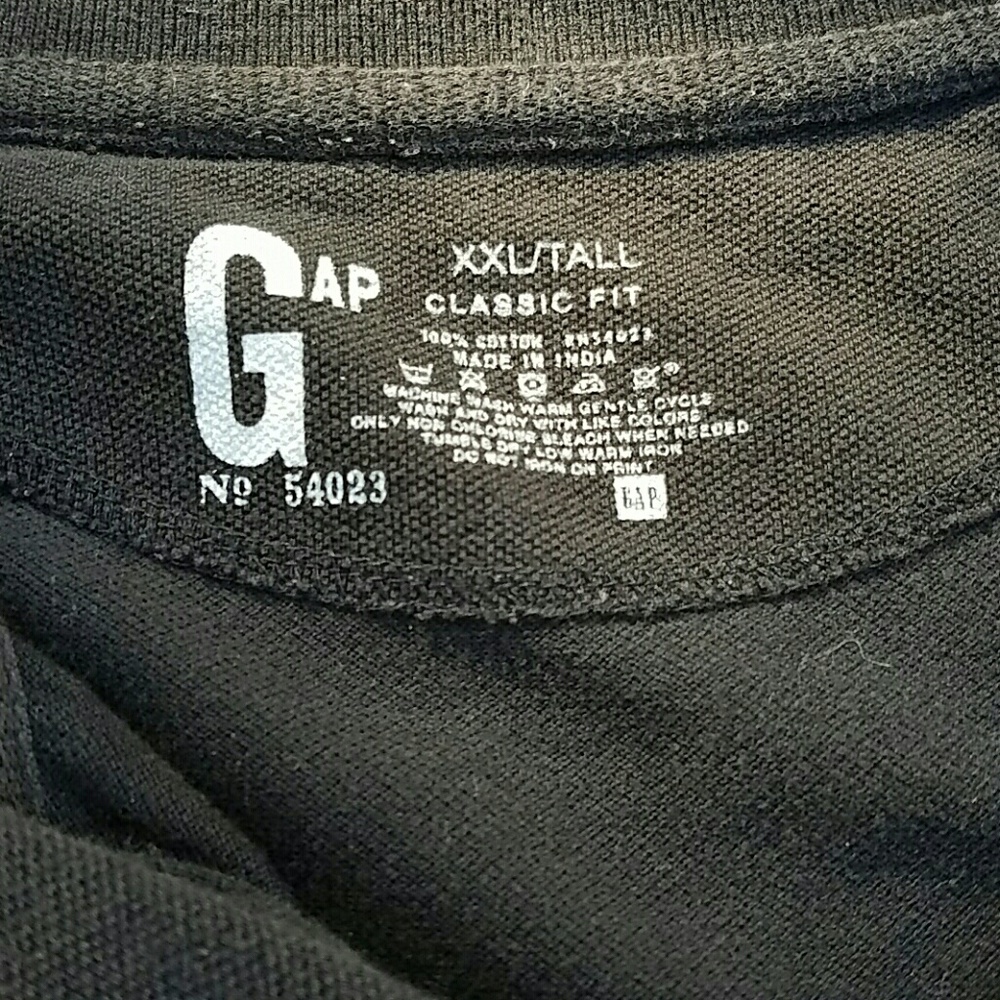 GAP
No 54023
XXL/TALL
CLASSIC FIT
100% COTTON RN54023
MADE IN INDIA
MACHINE WASH WARM GENTLE CYCLE
WASH AND DRY WITH LIKE COLORS
ONLY NON CHLORINE BLEACH WHEN NEEDED
TUMBLE DRY LOW WARM IRON
DO NOT IRON ON PRINT
GAP